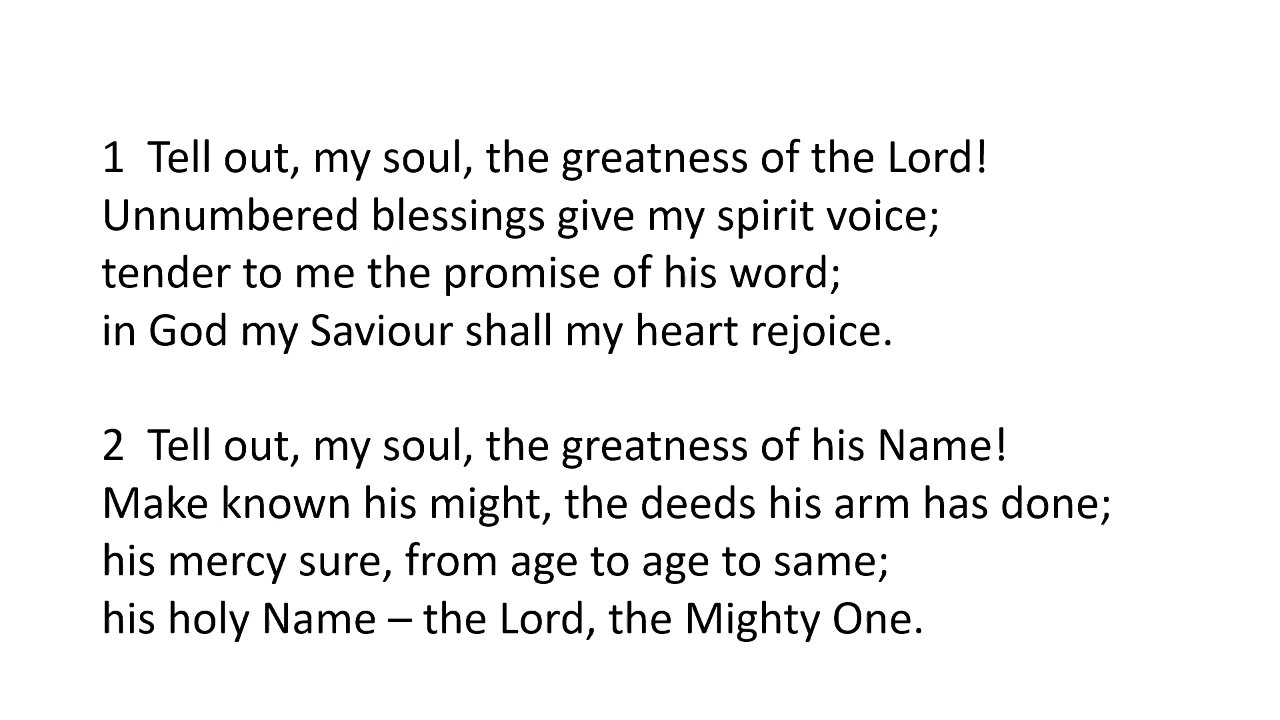 1 Tell out, my soul, the greatness of the Lord!
Unnumbered blessings give my spirit voice;
tender to me the promise of his word;
in God my Saviour shall my heart rejoice.
2 Tell out, my soul, the greatness of his Name!
Make known his might, the deeds his arm has done;
his mercy sure, from age to age to same;
his holy Name – the Lord, the Mighty One.